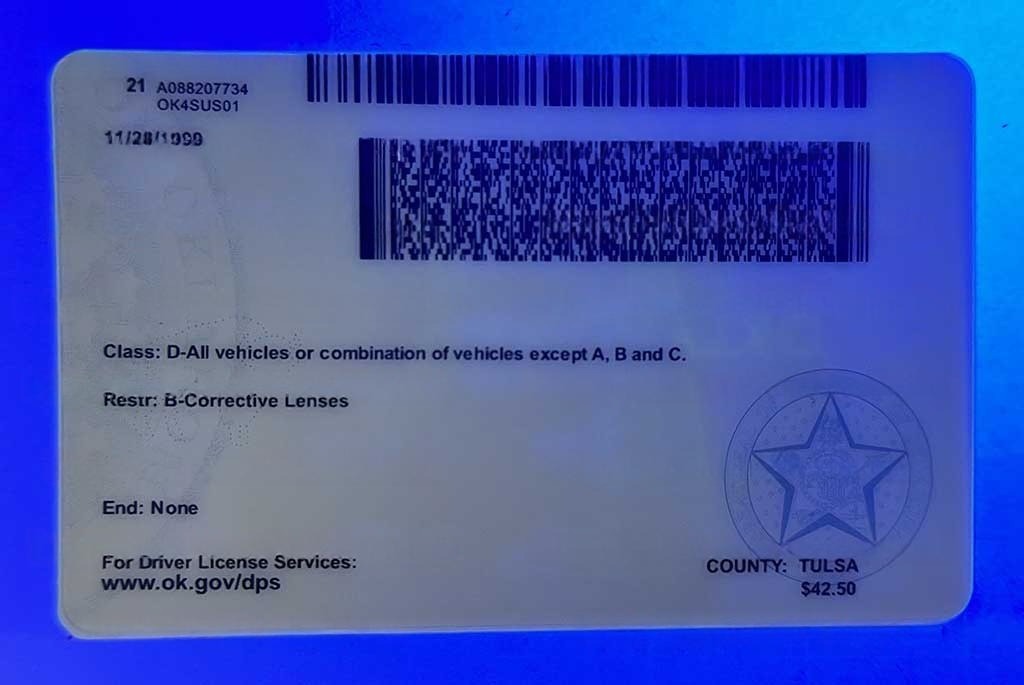 21 A088207734
OK4SUS01
11/28/1999
Class: D-All vehicles or combination of vehicles except A, B and C.
Restr: B-Corrective Lenses
End: None
For Driver License Services:
www.ok.gov/dps
COUNTY: TULSA
$42.50